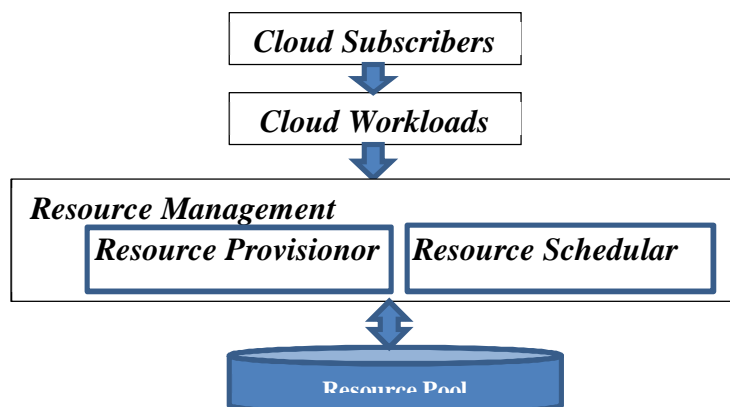 Cloud Subscribers
Cloud Workloads
Resource Management
Resource Provisionor
Resource Schedular
Resource Pool